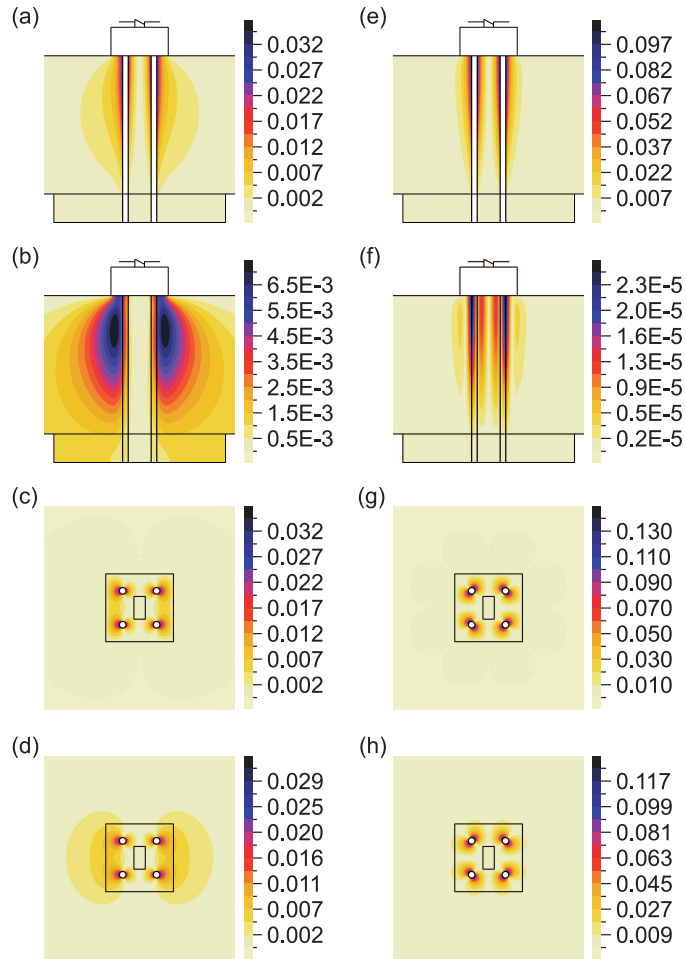 (a)
0.032
0.027
0.022
0.017
0.012
0.007
0.002
(e)
0.097
0.082
0.067
0.052
0.037
0.022
0.007
(b)
6.5E-3
5.5E-3
4.5E-3
3.5E-3
2.5E-3
1.5E-3
0.5E-3
(f)
2.3E-5
2.0E-5
1.6E-5
1.3E-5
0.9E-5
0.5E-5
0.2E-5
(c)
0.032
0.027
0.022
0.017
0.012
0.007
0.002
(g)
0.130
0.110
0.090
0.070
0.050
0.030
0.010
(d)
0.029
0.025
0.020
0.016
0.011
0.007
0.002
(h)
0.117
0.099
0.081
0.063
0.045
0.027
0.009